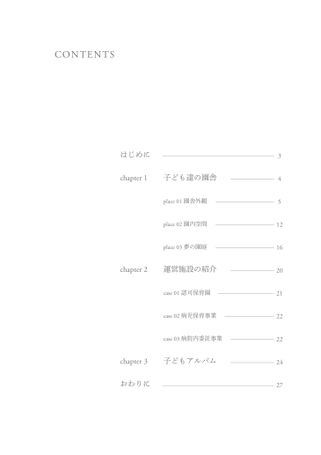 CONTENTS
はじめに 3
chapter 1 子ども達の園舎 4
place 01 園舎外観 5
place 02 園内空間 12
place 03 夢の園庭 16
chapter 2 運営施設の紹介 20
case 01 認可保育園 21
case 02 病児保育事業 22
case 03 病院内委託事業 22
chapter 3 子どもアルバム 24
おわりに 27